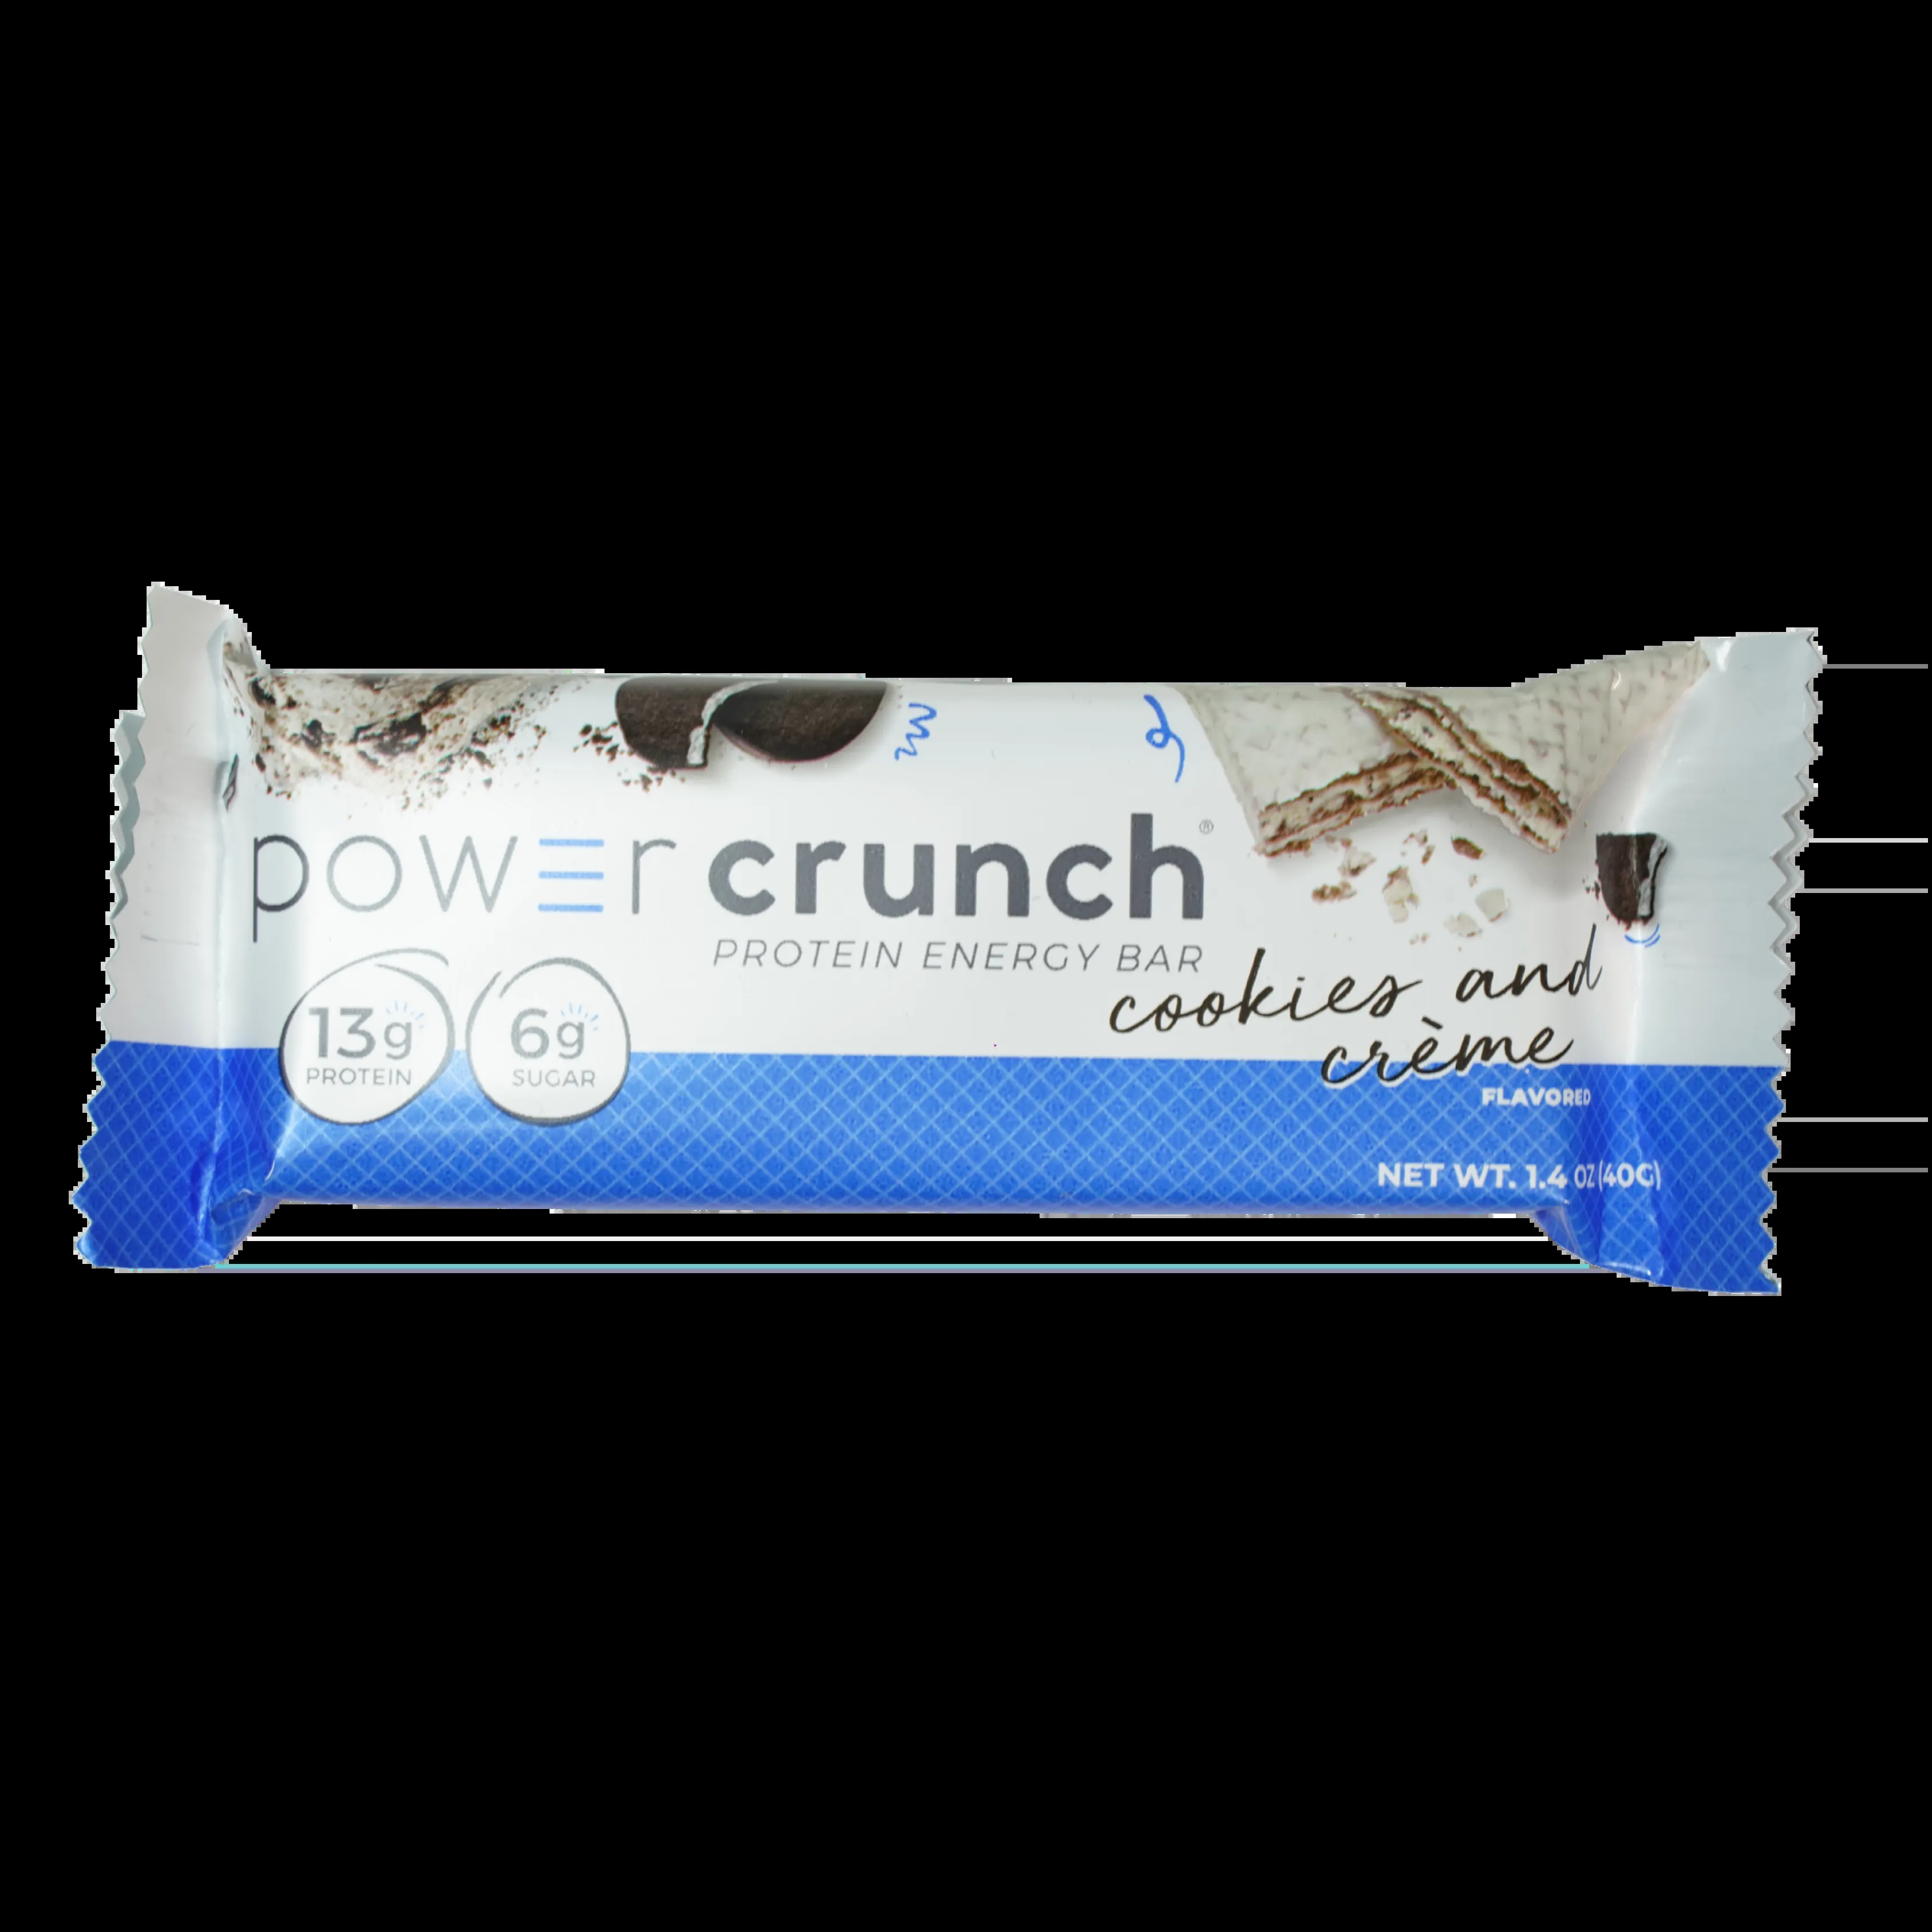 power crunch®
PROTEIN ENERGY BAR
cookies and
crème
FLAVORED
13g
PROTEIN
6g
SUGAR
NET WT. 1.4 OZ (40G)